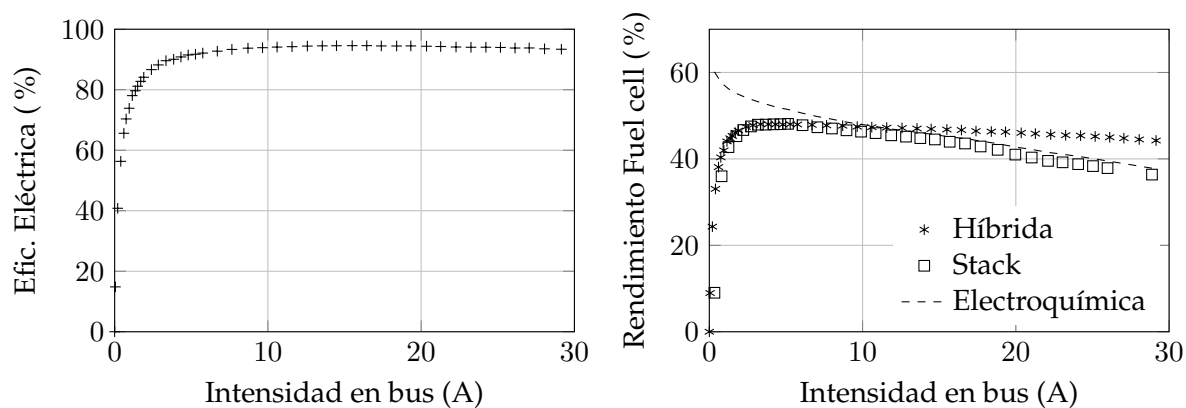 100
80
60
40
20
0
0 10 20 30
Efic. Eléctrica (%)
Intensidad en bus (A)
60
40
20
0
0 10 20 30
Rendimiento Fuel cell (%)
Intensidad en bus (A)
Híbrida
Stack
Electroquímica